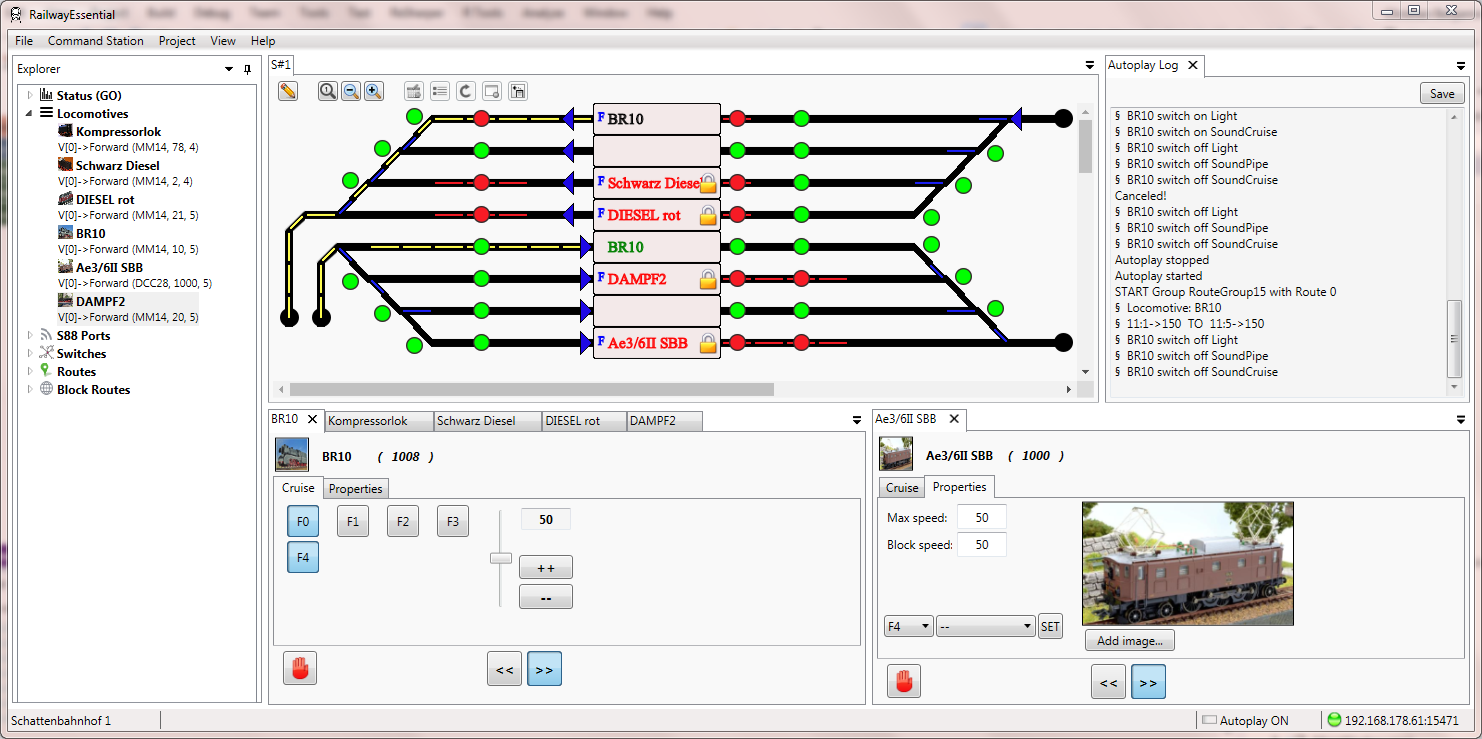 RailwayEssential
File Command Station Project View Help
Explorer
Status (GO)
Locomotives
Kompressorlok
V[0]->Forward (MM14, 78, 4)
Schwarz Diesel
V[0]->Forward (MM14, 2, 4)
DIESEL rot
V[0]->Forward (MM14, 21, 5)
BR10
V[0]->Forward (MM14, 10, 5)
Ae3/6II SBB
V[0]->Forward (DCC28, 1000, 5)
DAMPF2
V[0]->Forward (MM14, 20, 5)
S88 Ports
Switches
Routes
Block Routes
S#1
F BR10
F Schwarz Diese
F DIESEL rot
BR10
F DAMPF2
F Ae3/6II SBB
Autoplay Log
Save
§ BR10 switch on Light
§ BR10 switch on SoundCruise
§ BR10 switch off Light
§ BR10 switch off SoundPipe
§ BR10 switch off SoundCruise
Canceled!
§ BR10 switch off Light
§ BR10 switch off SoundPipe
§ BR10 switch off SoundCruise
Autoplay stopped
Autoplay started
START Group RouteGroup15 with Route 0
§ Locomotive: BR10
§ 11:1->150 TO 11:5->150
§ BR10 switch off Light
§ BR10 switch off SoundPipe
§ BR10 switch off SoundCruise
BR10 Kompressorlok Schwarz Diesel DIESEL rot DAMPF2
BR10 ( 1008 )
Cruise Properties
F0 F1 F2 F3
F4
50
++
--
<< >>
Ae3/6II SBB
Ae3/6II SBB ( 1000 )
Cruise Properties
Max speed: 50
Block speed: 50
F4 -- SET
Add image...
<< >>
Schattenbahnhof 1
Autoplay ON
192.168.178.61:15471